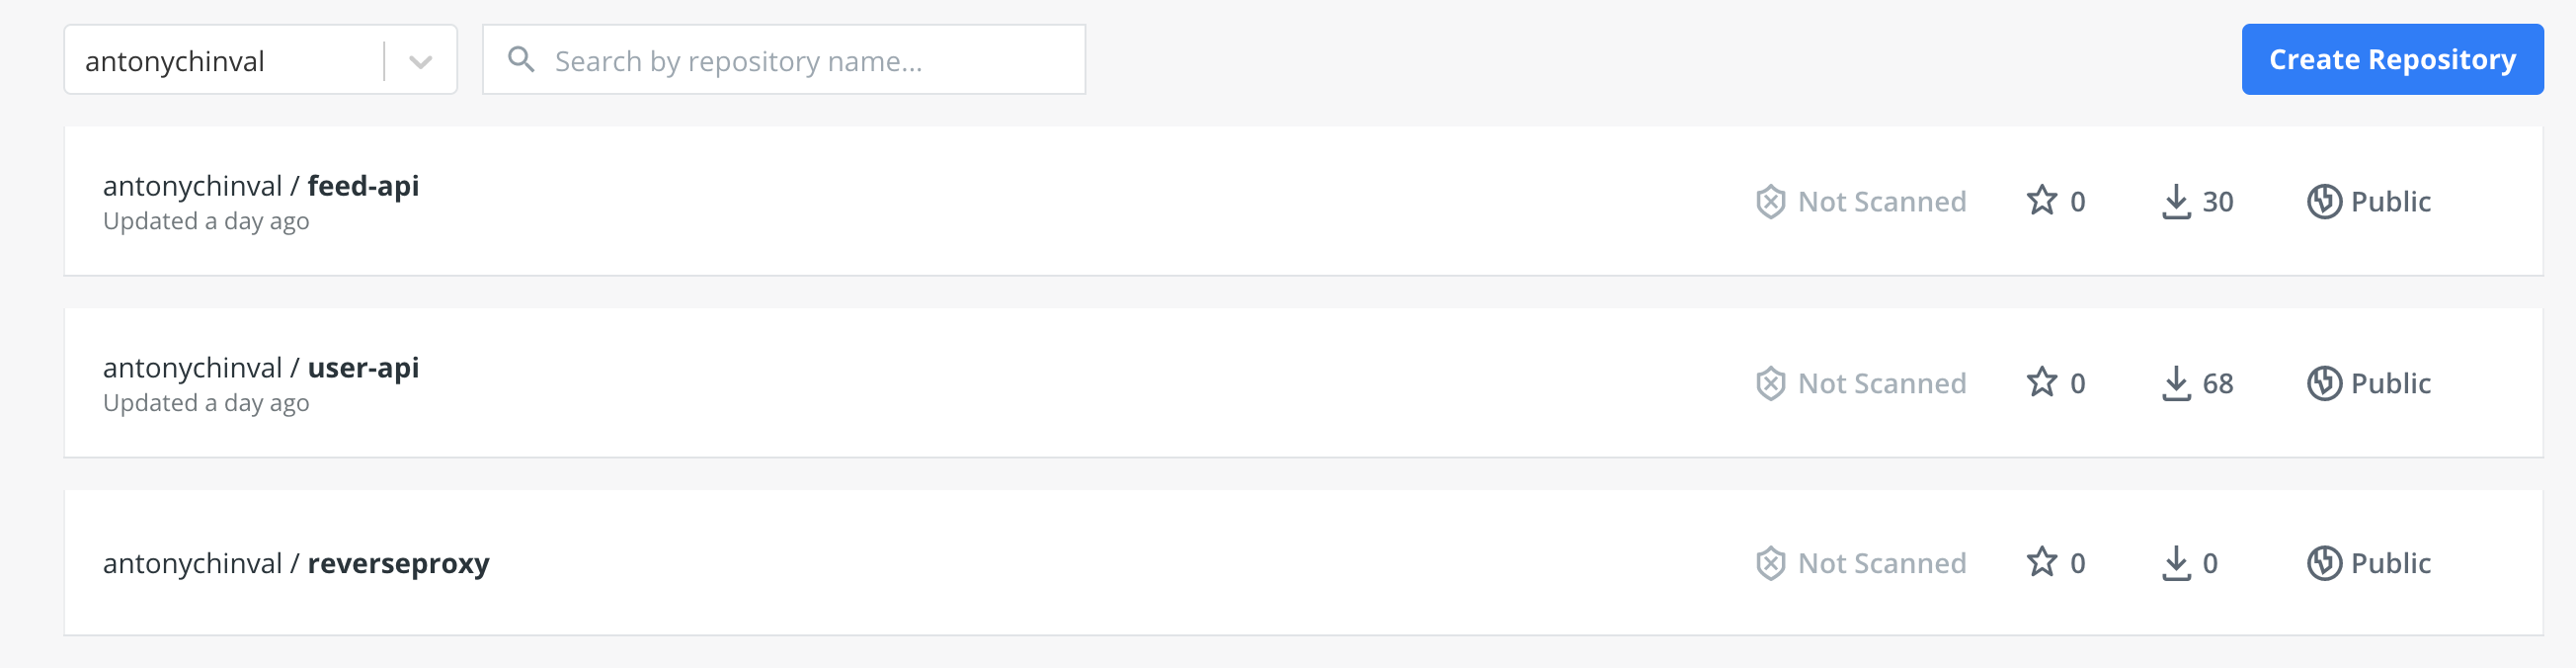 antonychinval
Search by repository name...
Create Repository
antonychinval / feed-api
Updated a day ago
Not Scanned
0
30
Public
antonychinval / user-api
Updated a day ago
Not Scanned
0
68
Public
antonychinval / reverseproxy
Not Scanned
0
0
Public